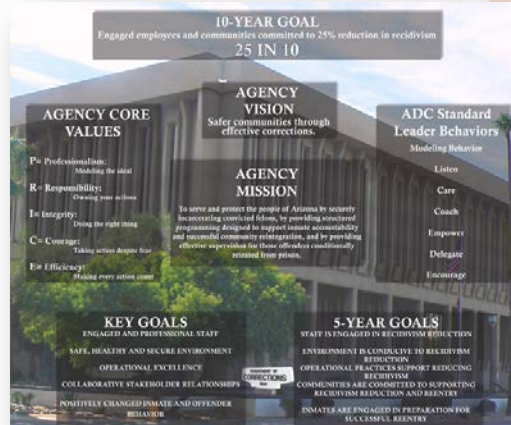 10-YEAR GOAL
Engaged employees and communities committed to 25% reduction in recidivism
25 IN 10
AGENCY
VISION
Safer communities through
effective corrections.
AGENCY CORE
VALUES
P= Professionalism:
Modeling the ideal
R= Responsibility:
Owning your actions
I= Integrity:
Doing the right thing
C= Courage:
Taking action despite fear
E= Efficiency:
Making every action count
AGENCY
MISSION
To serve and protect the people of Arizona by securely
incarcerating convicted felons, by providing structured
programming designed to support inmate accountability
and successful community reintegration, and by providing
effective supervision for those offenders conditionally
released from prison.
ADC Standard
Leader Behaviors
Modeling Behavior
Listen
Care
Coach
Empower
Delegate
Encourage
KEY GOALS
ENGAGED AND PROFESSIONAL STAFF
SAFE, HEALTHY AND SECURE ENVIRONMENT
OPERATIONAL EXCELLENCE
COLLABORATIVE STAKEHOLDER RELATIONSHIPS
POSITIVELY CHANGED INMATE AND OFFENDER
BEHAVIOR
DEPARTMENT OF
CORRECTIONS
5-YEAR GOALS
STAFF IS ENGAGED IN RECIDIVISM REDUCTION
ENVIRONMENT IS CONDUCIVE TO RECIDIVISM
REDUCTION
OPERATIONAL PRACTICES SUPPORT REDUCING
RECIDIVISM
COMMUNITIES ARE COMMITTED TO SUPPORTING
RECIDIVISM REDUCTION AND REENTRY
INMATES ARE ENGAGED IN PREPARATION FOR
SUCCESSFUL REENTRY